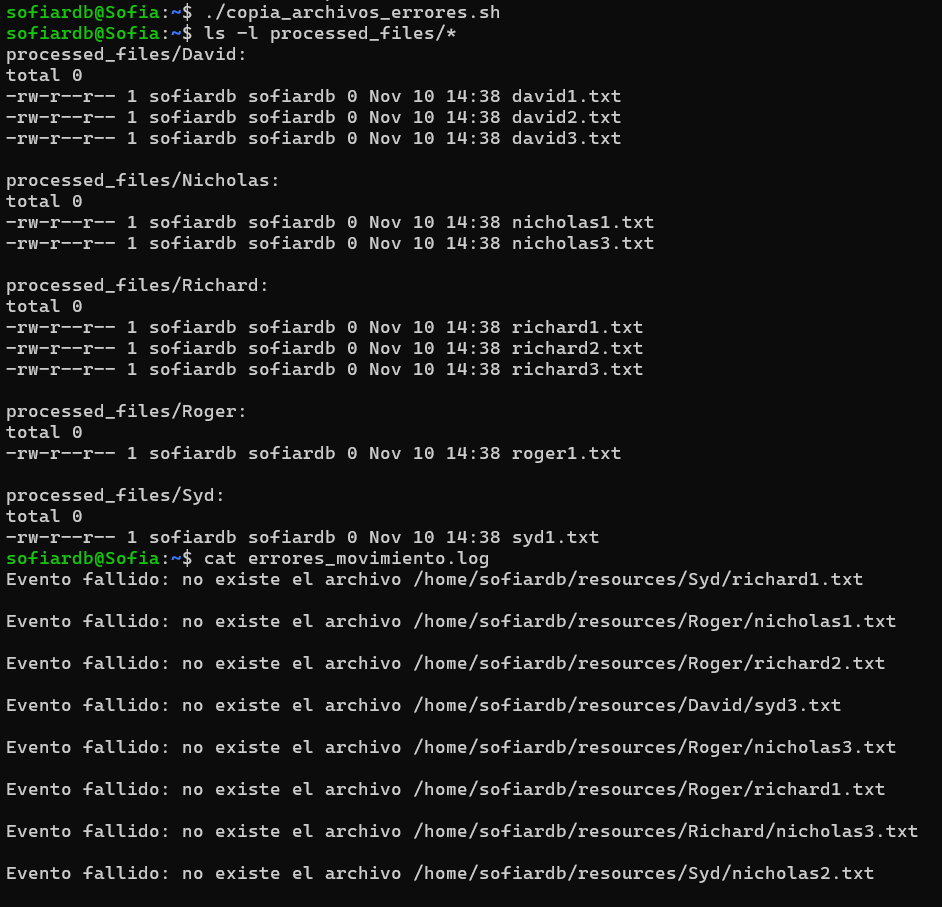 sofiardb@Sofia:~$ ./copia_archivos_errores.sh
sofiardb@Sofia:~$ ls -l processed_files/*
processed_files/David:
total 0
-rw-r--r-- 1 sofiardb sofiardb 0 Nov 10 14:38 david1.txt
-rw-r--r-- 1 sofiardb sofiardb 0 Nov 10 14:38 david2.txt
-rw-r--r-- 1 sofiardb sofiardb 0 Nov 10 14:38 david3.txt
processed_files/Nicholas:
total 0
-rw-r--r-- 1 sofiardb sofiardb 0 Nov 10 14:38 nicholas1.txt
-rw-r--r-- 1 sofiardb sofiardb 0 Nov 10 14:38 nicholas3.txt
processed_files/Richard:
total 0
-rw-r--r-- 1 sofiardb sofiardb 0 Nov 10 14:38 richard1.txt
-rw-r--r-- 1 sofiardb sofiardb 0 Nov 10 14:38 richard2.txt
-rw-r--r-- 1 sofiardb sofiardb 0 Nov 10 14:38 richard3.txt
processed_files/Roger:
total 0
-rw-r--r-- 1 sofiardb sofiardb 0 Nov 10 14:38 roger1.txt
processed_files/Syd:
total 0
-rw-r--r-- 1 sofiardb sofiardb 0 Nov 10 14:38 syd1.txt
sofiardb@Sofia:~$ cat errores_movimiento.log
Evento fallido: no existe el archivo /home/sofiardb/resources/Syd/richard1.txt
Evento fallido: no existe el archivo /home/sofiardb/resources/Roger/nicholas1.txt
Evento fallido: no existe el archivo /home/sofiardb/resources/Roger/richard2.txt
Evento fallido: no existe el archivo /home/sofiardb/resources/David/syd3.txt
Evento fallido: no existe el archivo /home/sofiardb/resources/Roger/nicholas3.txt
Evento fallido: no existe el archivo /home/sofiardb/resources/Roger/richard1.txt
Evento fallido: no existe el archivo /home/sofiardb/resources/Richard/nicholas3.txt
Evento fallido: no existe el archivo /home/sofiardb/resources/Syd/nicholas2.txt